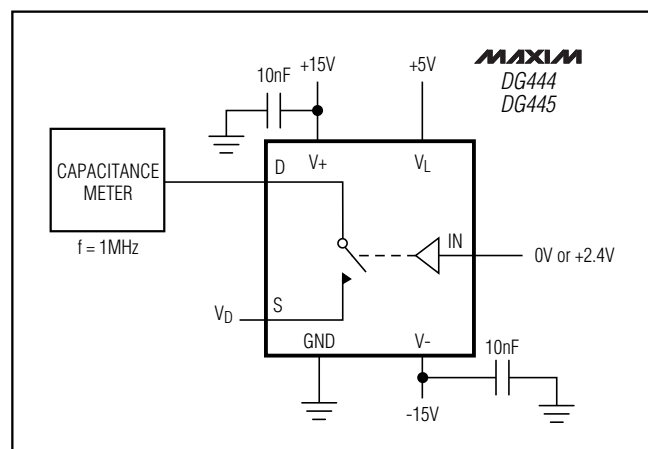 MAXIM
DG444
DG445
+15V
+5V
10nF
CAPACITANCE
METER
f = 1MHz
D
V+
VL
IN
0V or +2.4V
VD
S
GND
V-
10nF
-15V